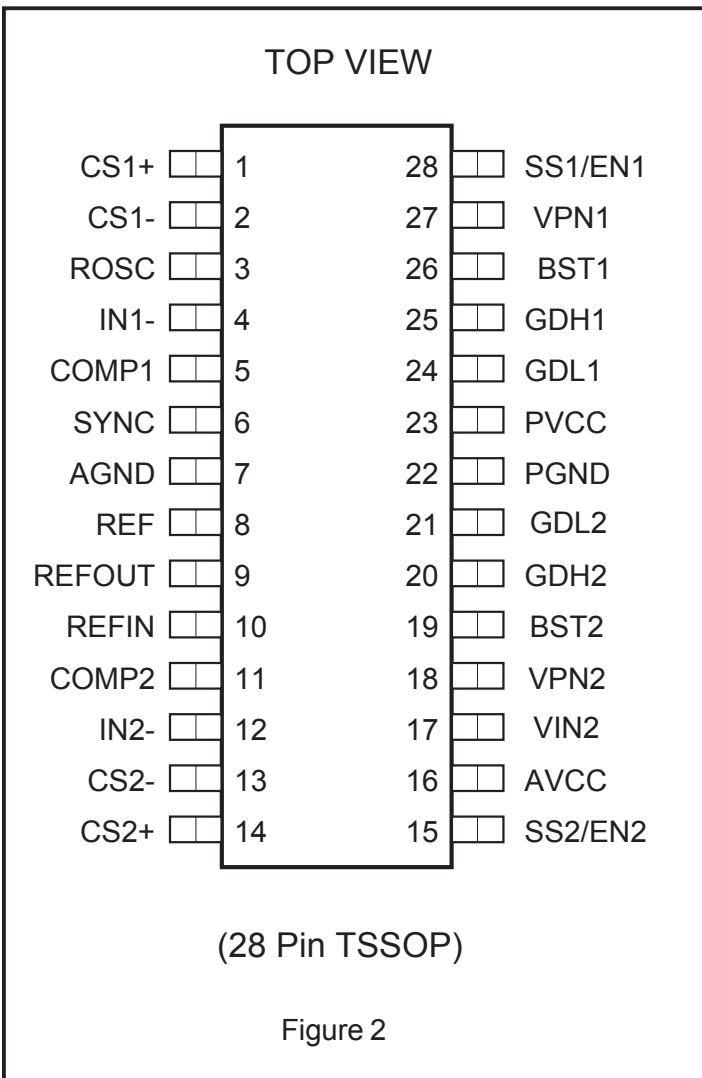 TOP VIEW
CS1+ 1 28 SS1/EN1
CS1- 2 27 VPN1
ROSC 3 26 BST1
IN1- 4 25 GDH1
COMP1 5 24 GDL1
SYNC 6 23 PVCC
AGND 7 22 PGND
REF 8 21 GDL2
REFOUT 9 20 GDH2
REFIN 10 19 BST2
COMP2 11 18 VPN2
IN2- 12 17 VIN2
CS2- 13 16 AVCC
CS2+ 14 15 SS2/EN2
(28 Pin TSSOP)
Figure 2